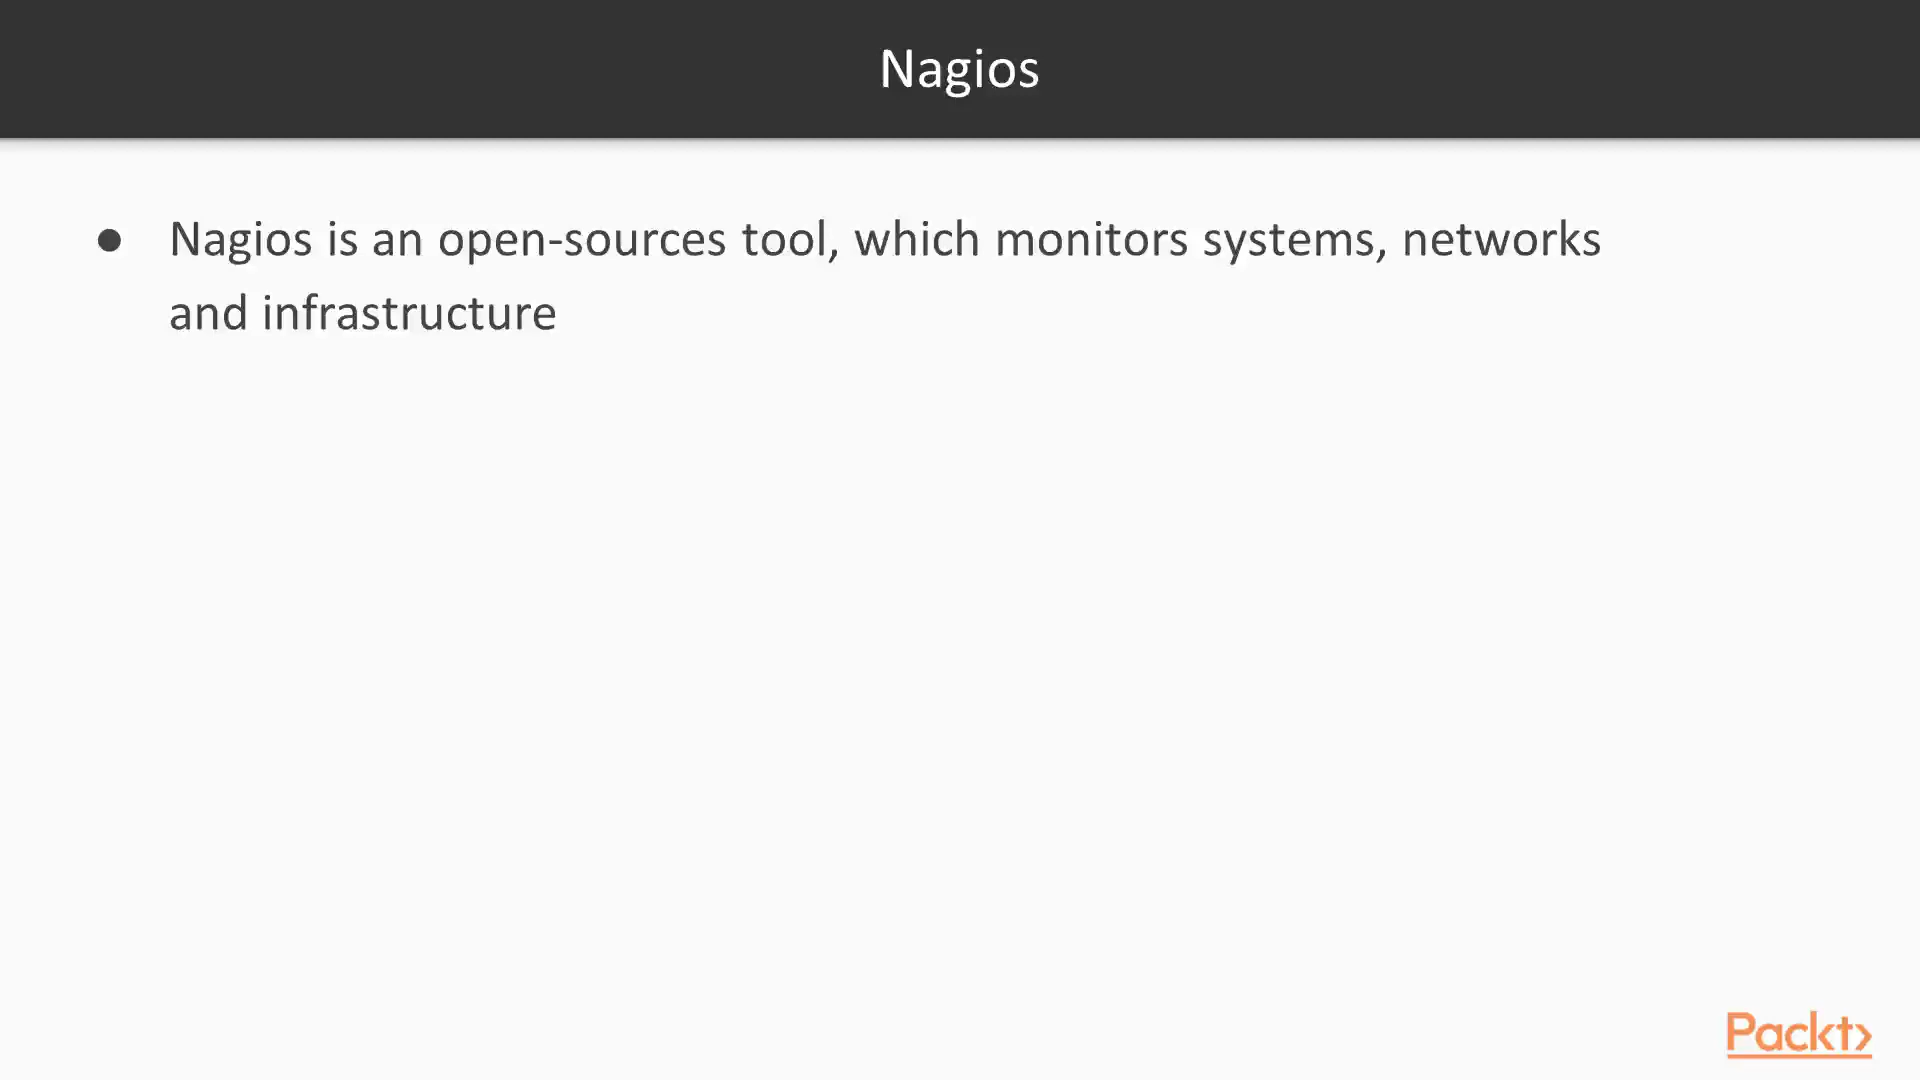 Nagios
● Nagios is an open-sources tool, which monitors systems, networks
and infrastructure
Packt>